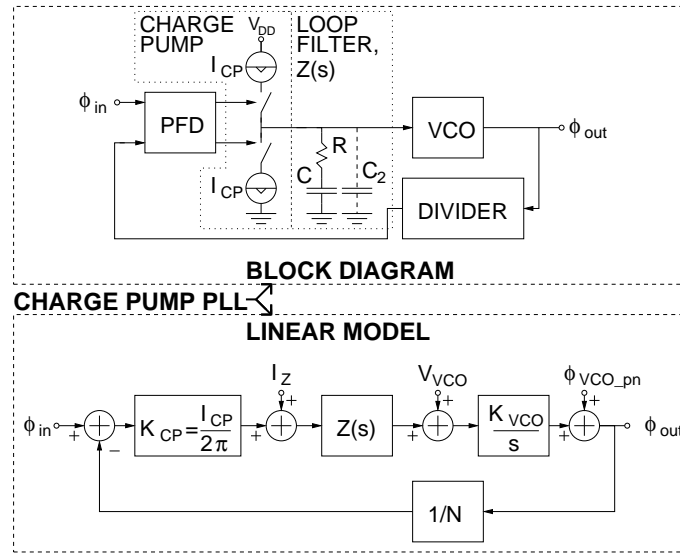 CHARGE PUMP
V_DD
LOOP FILTER, Z(s)
I_CP
ϕ_in
PFD
VCO
ϕ_out
R
C
C_2
I_CP
DIVIDER
BLOCK DIAGRAM
CHARGE PUMP PLL
LINEAR MODEL
I_Z
V_VCO
ϕ_VCO_pn
ϕ_in
+
−
K_CP = I_CP / 2π
+
+
Z(s)
+
+
K_VCO / s
+
+
ϕ_out
1/N